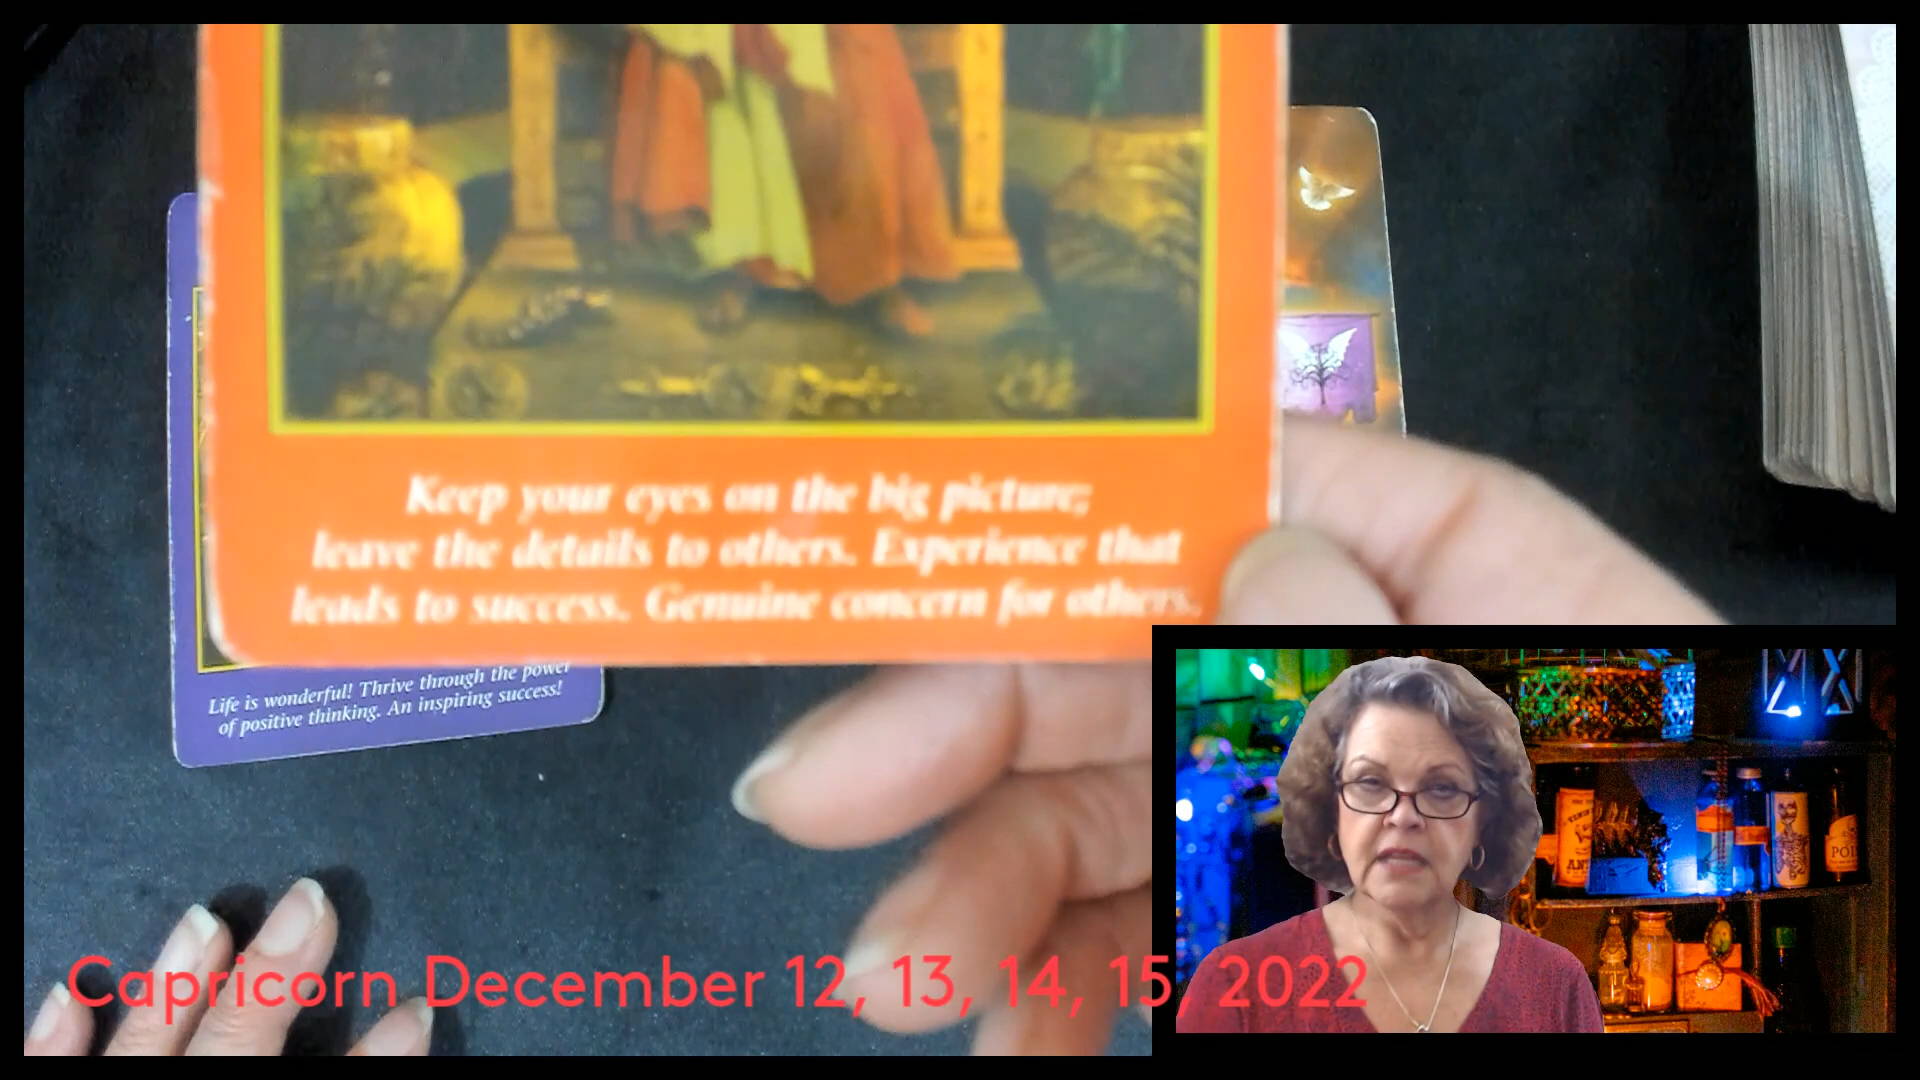 Keep your eyes on the big picture;
leave the details to others. Experience that
leads to success. Genuine concern for others.
Life is wonderful! Thrive through the power
of positive thinking. An inspiring success!
Capricorn December 12, 13, 14, 15, 2022